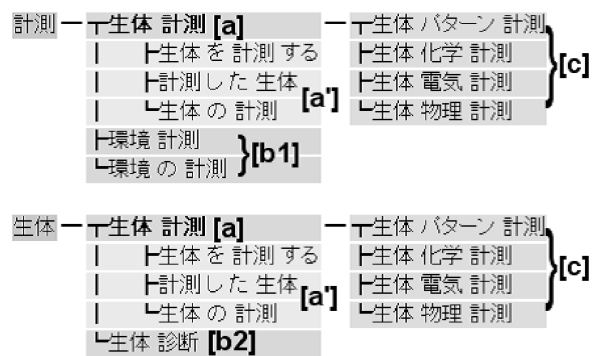 計測 生体 計測 [a] 生体 パターン 計測
生体 を 計測 する 生体 化学 計測 [c]
計測した 生体 [a'] 生体 電気 計測
生体 の 計測 生体 物理 計測
環境 計測 [b1]
環境 の 計測
生体 生体 計測 [a] 生体 パターン 計測
生体 を 計測 する 生体 化学 計測 [c]
計測した 生体 [a'] 生体 電気 計測
生体 の 計測 生体 物理 計測
生体 診断 [b2]